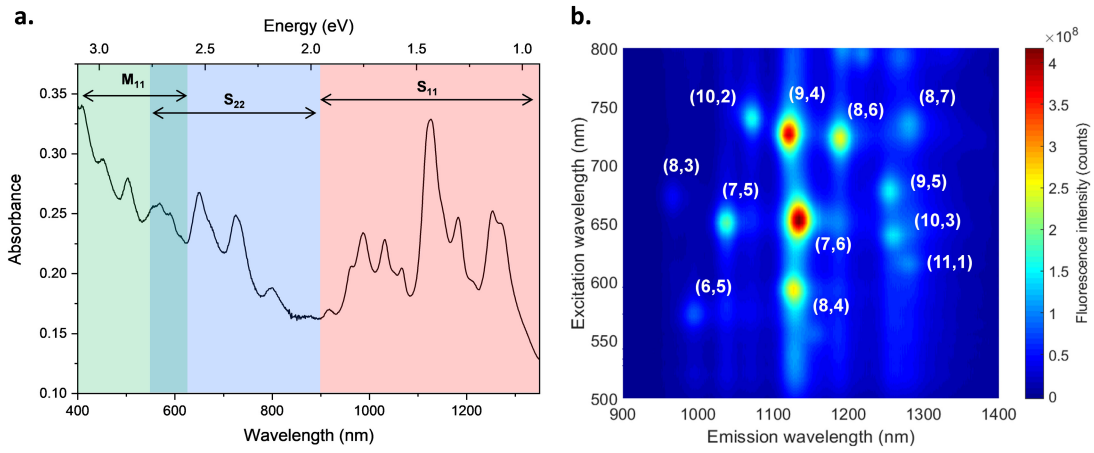 a.
Energy (eV)
3.0 2.5 2.0 1.5 1.0
M11
S22
S11
0.35
0.30
0.25
0.20
0.15
0.10
Absorbance
400 600 800 1000 1200
Wavelength (nm)
b.
800
750
700
650
600
550
500
Excitation wavelength (nm)
(10,2)
(9,4)
(8,6)
(8,7)
(8,3)
(7,5)
(9,5)
(10,3)
(7,6)
(11,1)
(6,5)
(8,4)
900 1000 1100 1200 1300 1400
Emission wavelength (nm)
×10⁸
4
3.5
3
2.5
2
1.5
1
0.5
0
Fluorescence intensity (counts)